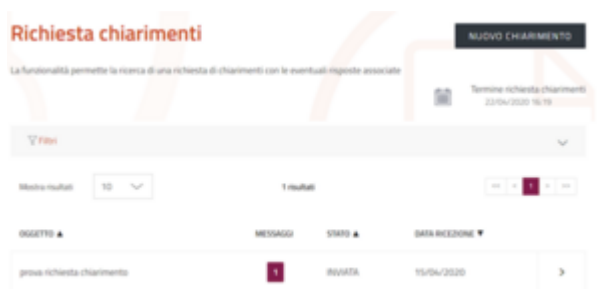 Richiesta chiarimenti
NUOVO CHIARIMENTO
La funzionalità permette la ricerca di una richiesta di chiarimenti con le eventuali risposte associate
Termine richiesta chiarimenti
22/04/2020 16:19
Filtri
Mostra risultati 10 1 risultati << < 1 > >>
OGGETTO ▲ MESSAGGI STATO ▲ DATA RICEZIONE ▼
prova richiesta chiarimento 1 INVIATA 15/04/2020 >